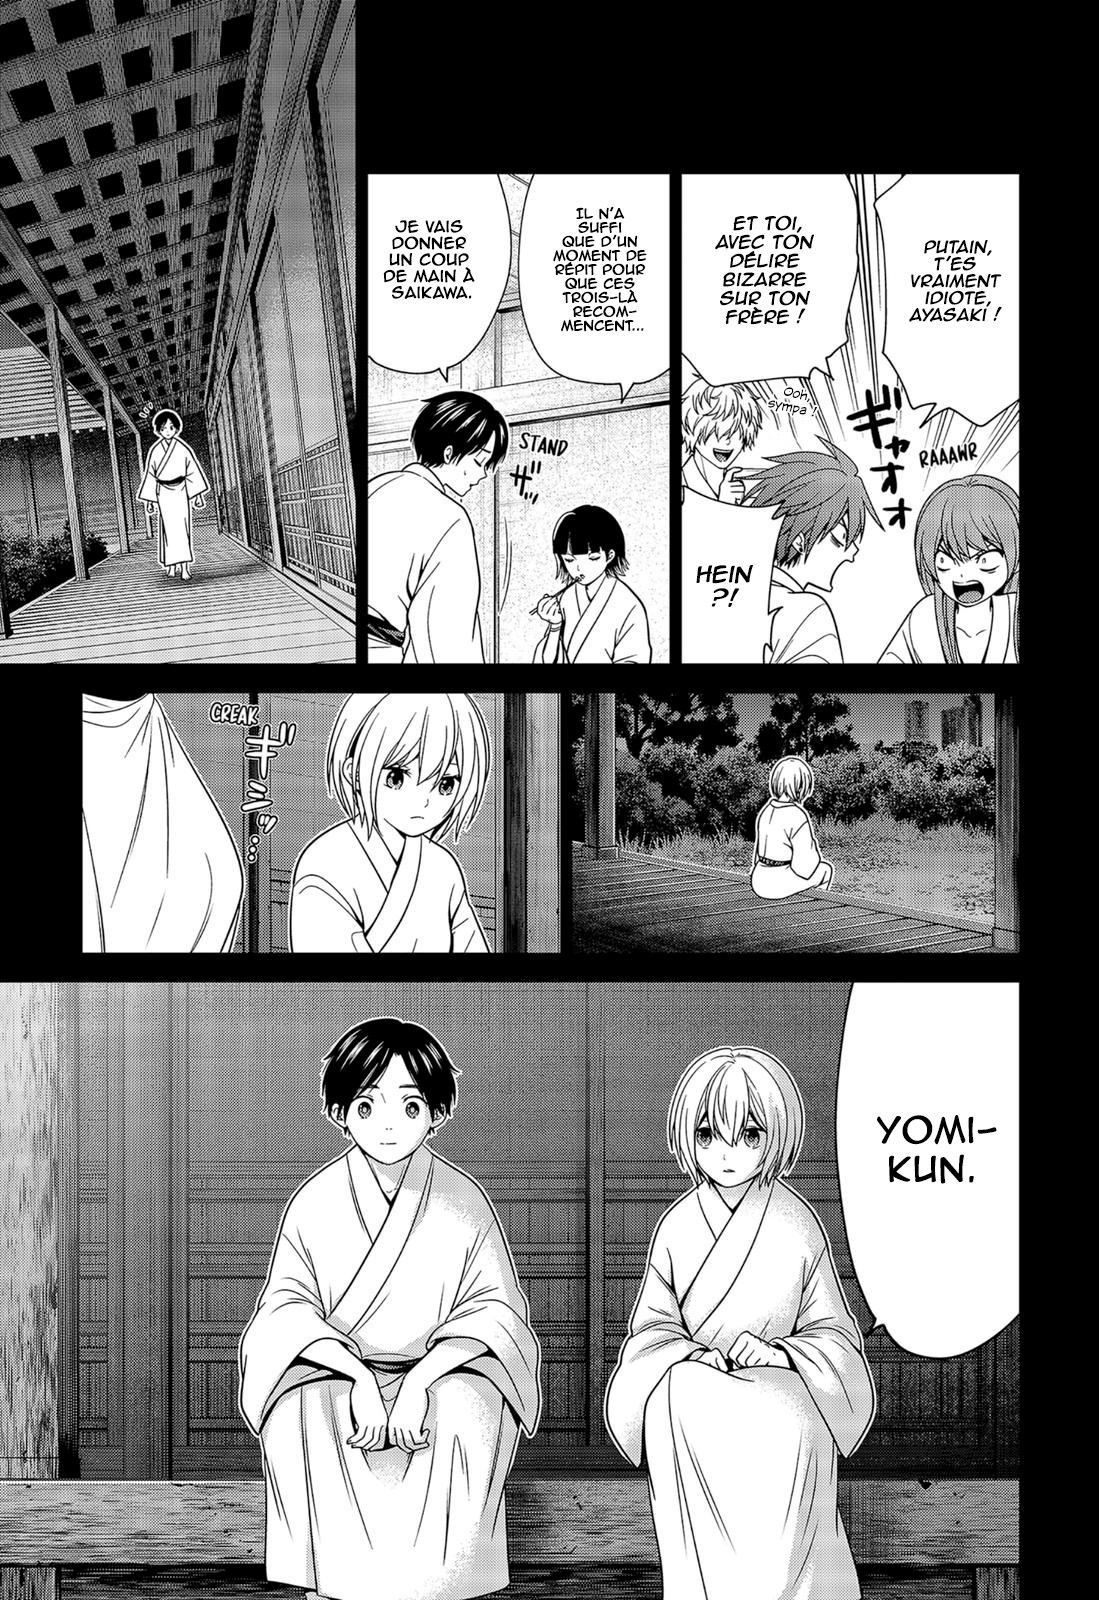 PUTAIN,
T'ES
VRAIMENT
IDIOTE,
AYASAKI !
ET TOI,
AVEC TON
DÉLIRE
BIZARRE
SUR TON
FRÈRE !
Ooh,
sympa !
ギャオオオ
RAAAWR
HEIN
?!
IL N'A
SUFFI
QUE D'UN
MOMENT DE
RÉPIT POUR
QUE CES
TROIS-LÀ
RECOM-
MENCENT...
JE VAIS
DONNER
UN COUP
DE MAIN À
SAIKAWA.
STAND
CREAK
ギシッ…
YOMI-
KUN.